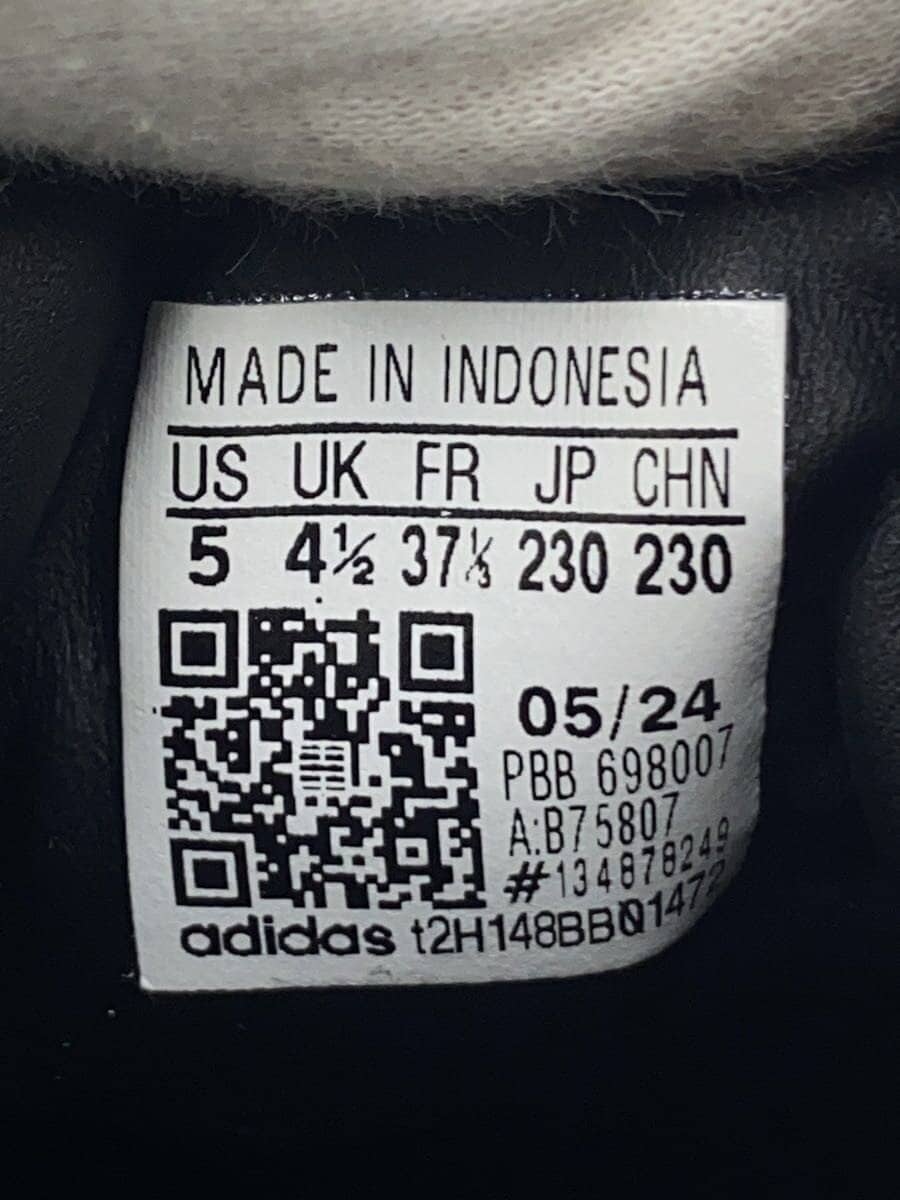 MADE IN INDONESIA
US UK FR JP CHN
5 4½ 37⅓ 230 230
05/24
PBB 698007
A:B75807
#134878249
adidas t2H148BBQ1472